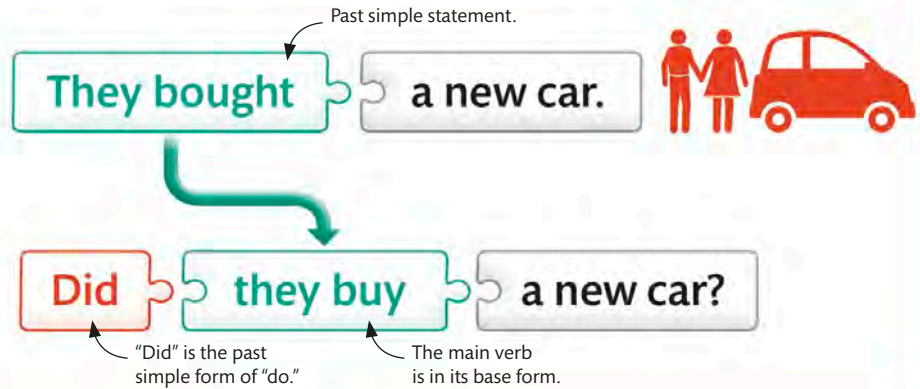 Past simple statement.
They bought a new car.
Did they buy a new car?
"Did" is the past
simple form of "do."
The main verb
is in its base form.